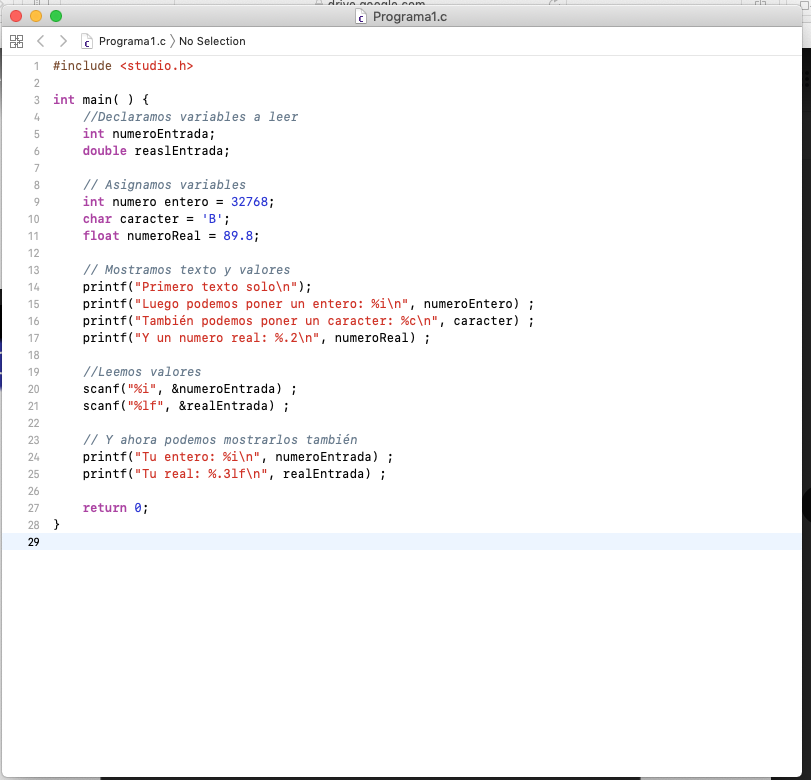 drive.google.com
Programa1.c
Programa1.c 〉 No Selection
1 #include <studio.h>
2
3 int main( ) {
4 //Declaramos variables a leer
5 int numeroEntrada;
6 double reaslEntrada;
7
8 // Asignamos variables
9 int numero entero = 32768;
10 char caracter = 'B';
11 float numeroReal = 89.8;
12
13 // Mostramos texto y valores
14 printf("Primero texto solo\n");
15 printf("Luego podemos poner un entero: %i\n", numeroEntero) ;
16 printf("También podemos poner un caracter: %c\n", caracter) ;
17 printf("Y un numero real: %.2\n", numeroReal) ;
18
19 //Leemos valores
20 scanf("%i", &numeroEntrada) ;
21 scanf("%lf", &realEntrada) ;
22
23 // Y ahora podemos mostrarlos también
24 printf("Tu entero: %i\n", numeroEntrada) ;
25 printf("Tu real: %.3lf\n", realEntrada) ;
26
27 return 0;
28 }
29